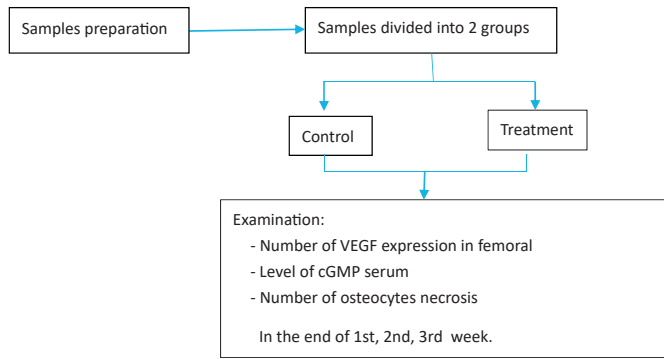 Samples preparation
Samples divided into 2 groups
Control
Treatment
Examination:
- Number of VEGF expression in femoral
- Level of cGMP serum
- Number of osteocytes necrosis
In the end of 1st, 2nd, 3rd week.